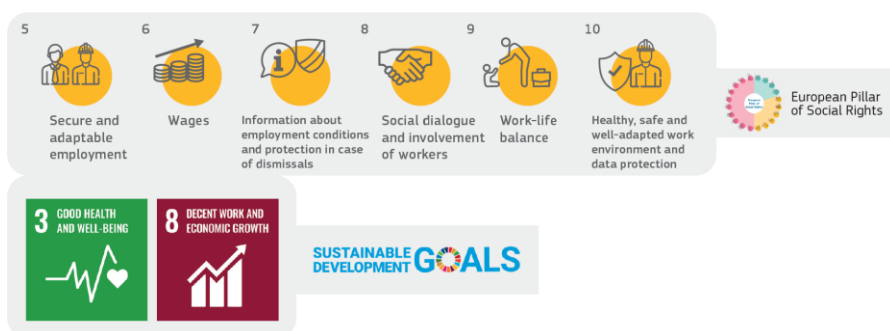 5
6
7
8
9
10
Secure and
adaptable
employment
Wages
Information about
employment conditions
and protection in case
of dismissals
Social dialogue
and involvement
of workers
Work-life
balance
Healthy, safe and
well-adapted work
environment and
data protection
European Pillar
of Social Rights
3 GOOD HEALTH
AND WELL-BEING
8 DECENT WORK AND
ECONOMIC GROWTH
SUSTAINABLE
DEVELOPMENT
GOALS